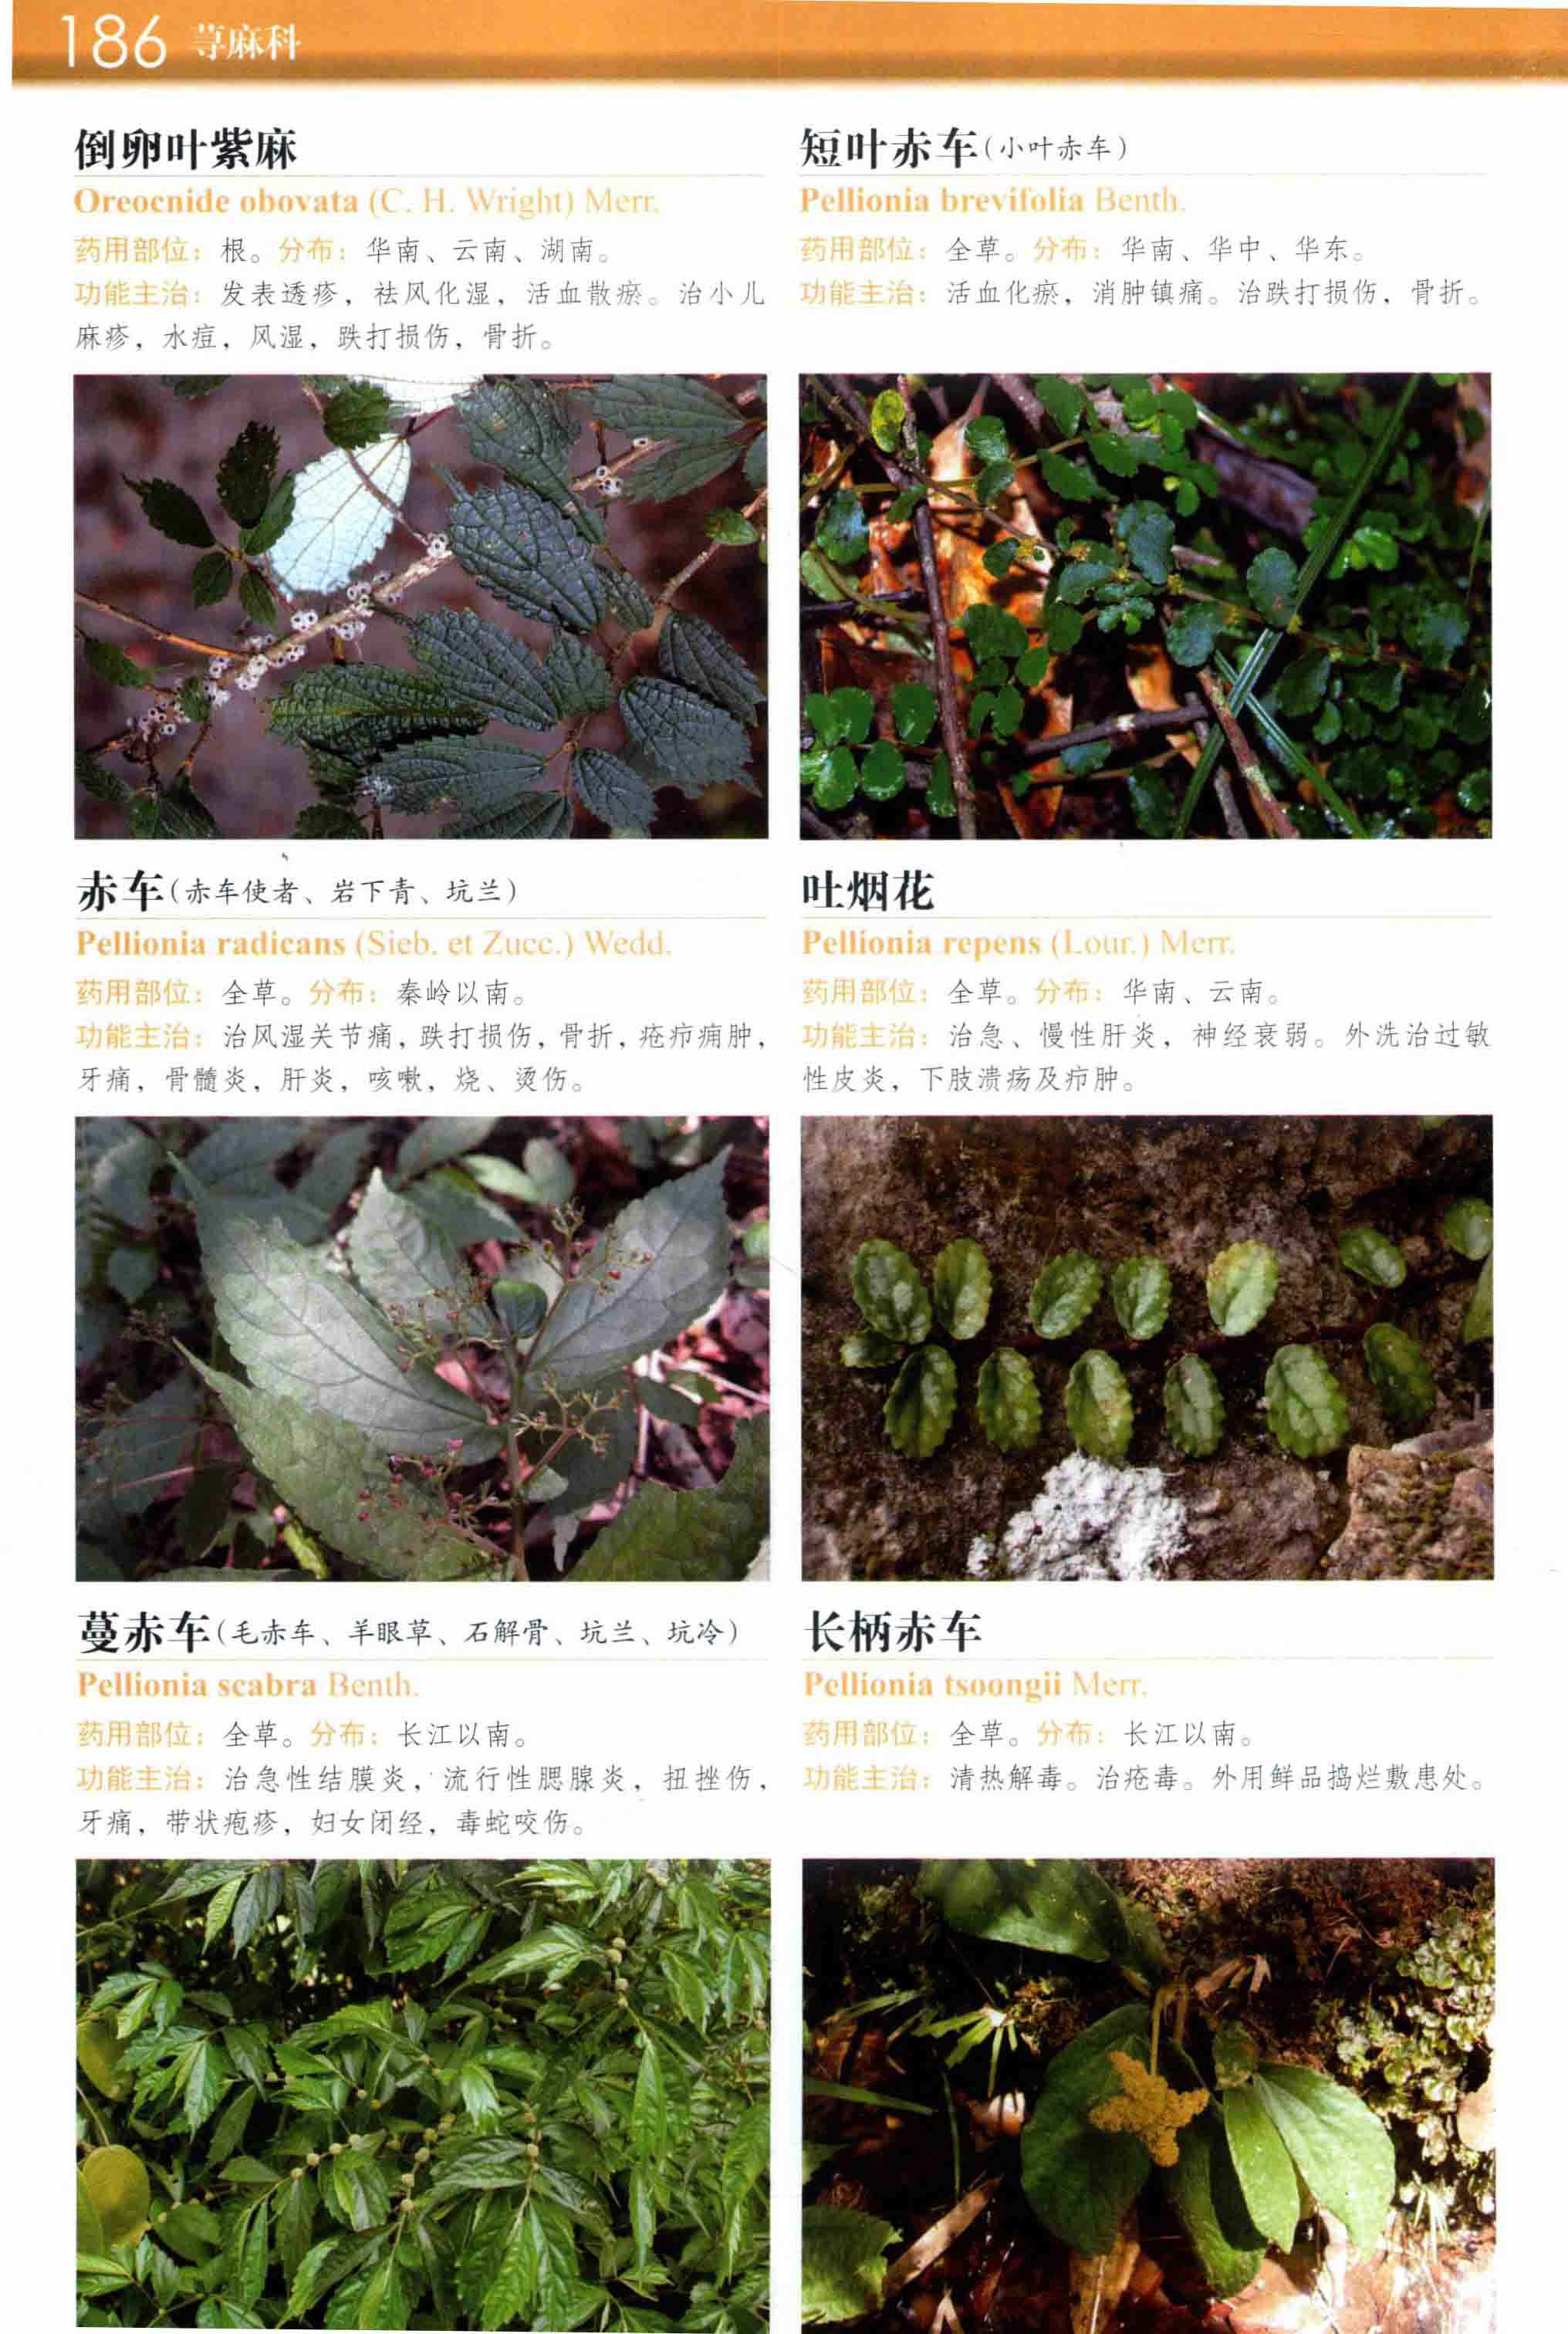 186 荨麻科
倒卵叶紫麻
Oreocnide obovata (C. H. Wright) Merr.
药用部位：根。分布：华南、云南、湖南。
功能主治：发表透疹，祛风化湿，活血散瘀。治小儿
麻疹，水痘，风湿，跌打损伤，骨折。
短叶赤车（小叶赤车）
Pellionia brevifolia Benth.
药用部位：全草。分布：华南、华中、华东。
功能主治：活血化瘀，消肿镇痛。治跌打损伤，骨折。
赤车（赤车使者、岩下青、坑兰）
Pellionia radicans (Sieb. et Zucc.) Wedd.
药用部位：全草。分布：秦岭以南。
功能主治：治风湿关节痛，跌打损伤，骨折，疮疖痈肿，
牙痛，骨髓炎，肝炎，咳嗽，烧、烫伤。
吐烟花
Pellionia repens (Lour.) Merr.
药用部位：全草。分布：华南、云南。
功能主治：治急、慢性肝炎，神经衰弱。外洗治过敏
性皮炎，下肢溃疡及疖肿。
蔓赤车（毛赤车、羊眼草、石解骨、坑兰、坑冷）
Pellionia scabra Benth.
药用部位：全草。分布：长江以南。
功能主治：治急性结膜炎，流行性腮腺炎，扭挫伤，
牙痛，带状疱疹，妇女闭经，毒蛇咬伤。
长柄赤车
Pellionia tsoongii Merr.
药用部位：全草。分布：长江以南。
功能主治：清热解毒。治疮毒。外用鲜品捣烂敷患处。